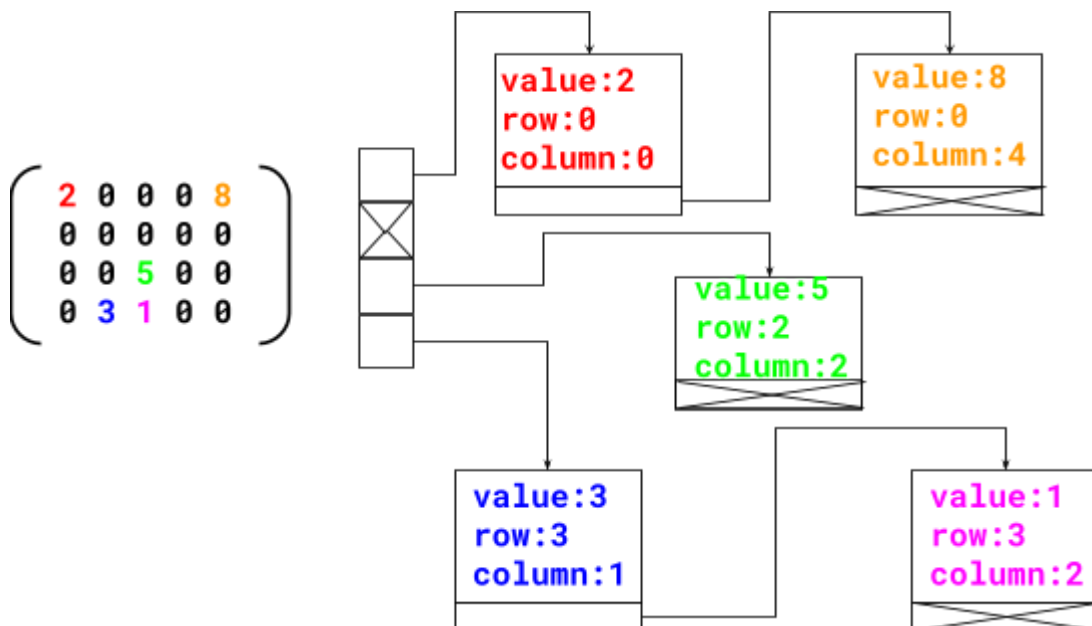 2 0 0 0 8
0 0 0 0 0
0 0 5 0 0
0 3 1 0 0
value:2
row:0
column:0
value:8
row:0
column:4
value:5
row:2
column:2
value:3
row:3
column:1
value:1
row:3
column:2